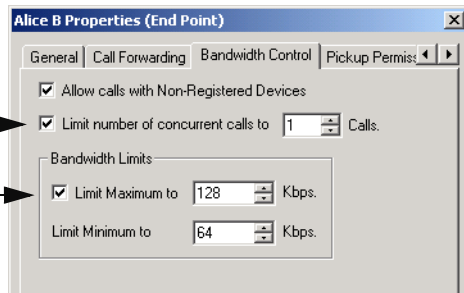 Alice B Properties (End Point)
General Call Forwarding Bandwidth Control Pickup Permis
Allow calls with Non-Registered Devices
Limit number of concurrent calls to 1 Calls.
Bandwidth Limits
Limit Maximum to 128 Kbps.
Limit Minimum to 64 Kbps.